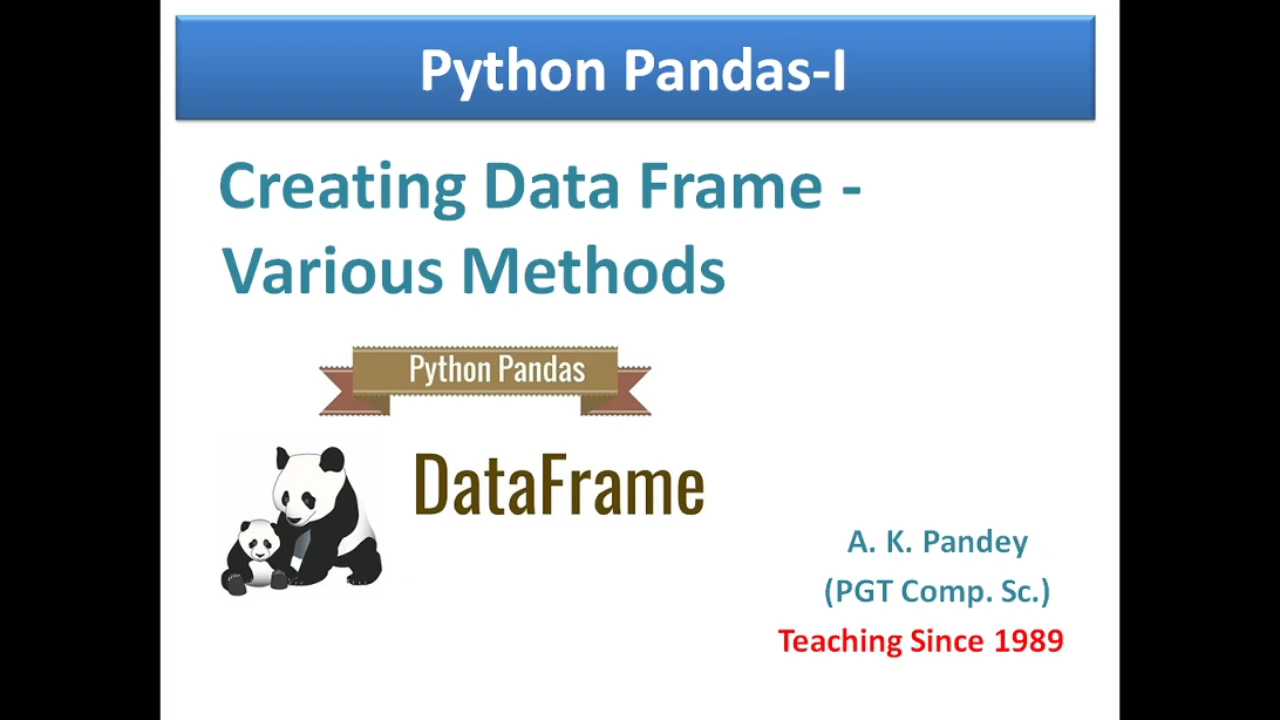 Python Pandas-I
Creating Data Frame -
Various Methods
Python Pandas
DataFrame
A. K. Pandey
(PGT Comp. Sc.)
Teaching Since 1989